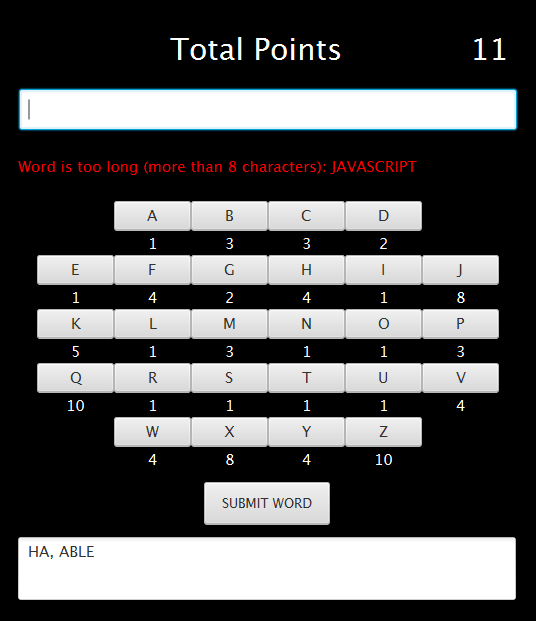 Total Points 11
Word is too long (more than 8 characters): JAVASCRIPT
A B C D
1 3 3 2
E F G H I J
1 4 2 4 1 8
K L M N O P
5 1 3 1 1 3
Q R S T U V
10 1 1 1 1 4
W X Y Z
4 8 4 10
SUBMIT WORD
HA, ABLE